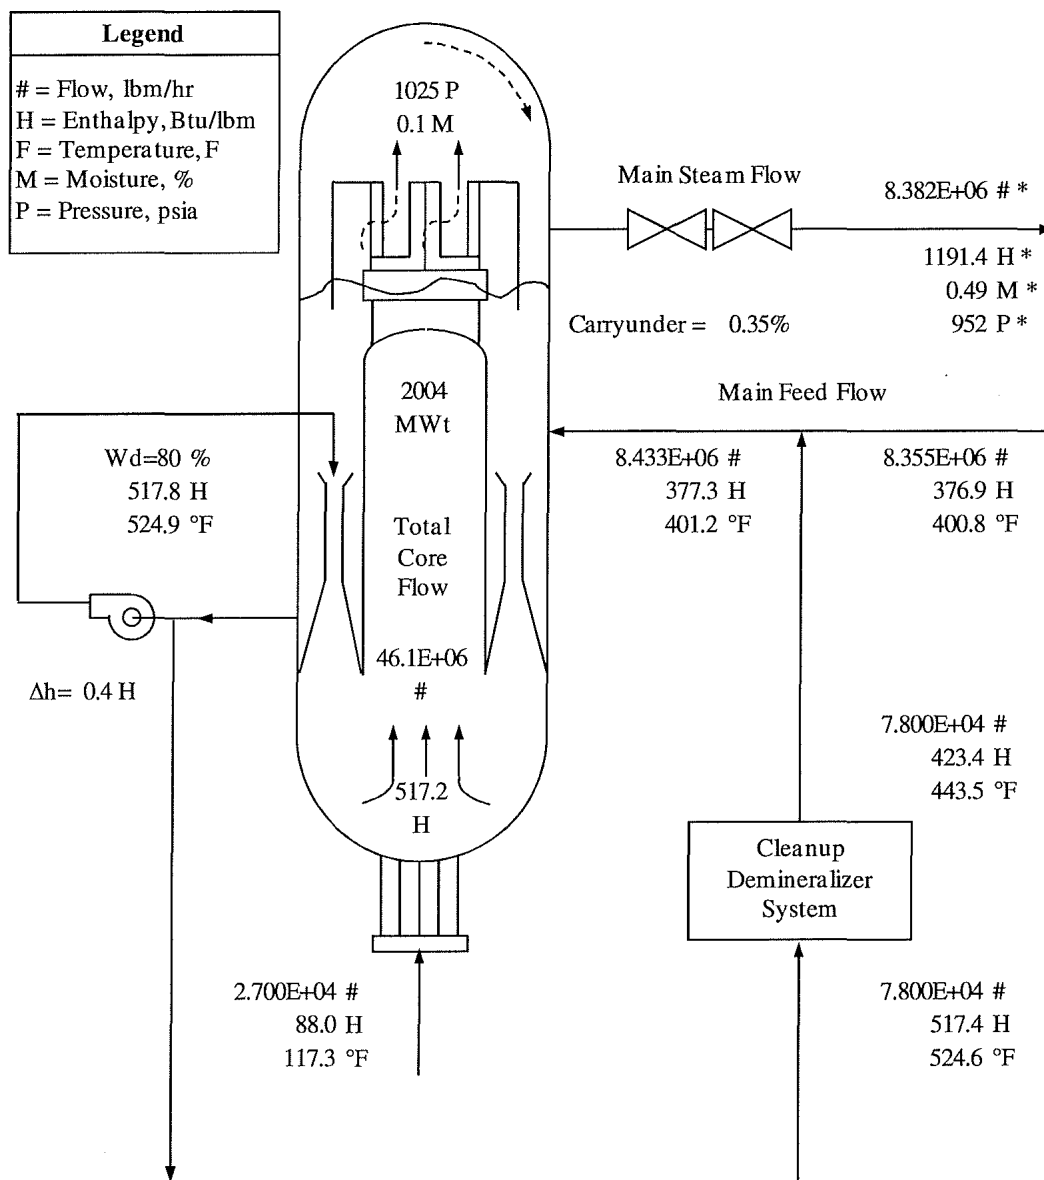 Legend
# = Flow, lbm/hr
H = Enthalpy, Btu/lbm
F = Temperature, F
M = Moisture, %
P = Pressure, psia
1025 P
0.1 M
Main Steam Flow
8.382E+06 # *
1191.4 H *
0.49 M *
952 P *
Carryunder = 0.35%
2004
MWt
Main Feed Flow
Wd=80 %
517.8 H
524.9 °F
8.433E+06 #
377.3 H
401.2 °F
8.355E+06 #
376.9 H
400.8 °F
Total
Core
Flow
46.1E+06
#
Δh= 0.4 H
7.800E+04 #
423.4 H
443.5 °F
517.2
H
Cleanup
Demineralizer
System
2.700E+04 #
88.0 H
117.3 °F
7.800E+04 #
517.4 H
524.6 °F